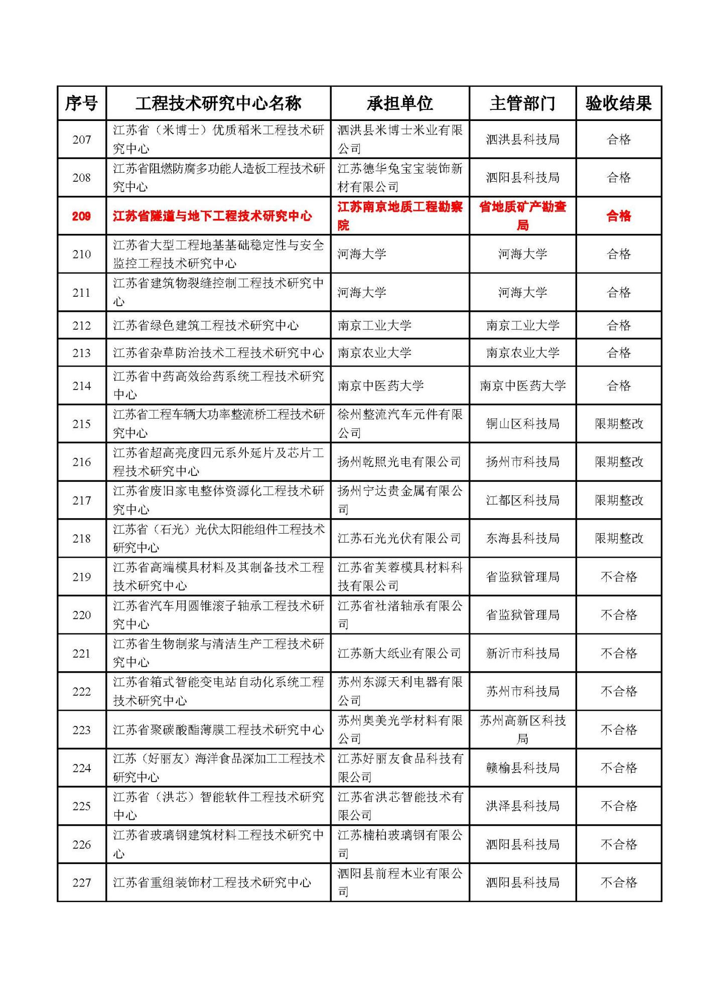 序号 工程技术研究中心名称 承担单位 主管部门 验收结果
207 江苏省（米博士）优质稻米工程技术研 究中心 泗洪县米博士米业有限 公司 泗洪县科技局 合格
208 江苏省阻燃防腐多功能人造板工程技术研 究中心 江苏德华兔宝宝装饰新 材有限公司 泗阳县科技局 合格
209 江苏省隧道与地下工程技术研究中心 江苏南京地质工程勘察 院 省地质矿产勘查 局 合格
210 江苏省大型工程地基基础稳定性与安全 监控工程技术研究中心 河海大学 河海大学 合格
211 江苏省建筑物裂缝控制工程技术研究中 心 河海大学 河海大学 合格
212 江苏省绿色建筑工程技术研究中心 南京工业大学 南京工业大学 合格
213 江苏省杂草防治技术工程技术研究中心 南京农业大学 南京农业大学 合格
214 江苏省中药高效给药系统工程技术研究 中心 南京中医药大学 南京中医药大学 合格
215 江苏省工程车辆大功率整流桥工程技术研 究中心 徐州整流汽车元件有限 公司 铜山区科技局 限期整改
216 江苏省超高亮度四元系外延片及芯片工 程技术研究中心 扬州乾照光电有限公司 扬州市科技局 限期整改
217 江苏省废旧家电整体资源化工程技术研 究中心 扬州宁达贵金属有限公 司 江都区科技局 限期整改
218 江苏省（石光）光伏太阳能组件工程技术 研究中心 江苏石光光伏有限公司 东海县科技局 限期整改
219 江苏省高端模具材料及其制备技术工程 技术研究中心 江苏省芙蓉模具材料科 技有限公司 省监狱管理局 不合格
220 江苏省汽车用圆锥滚子轴承工程技术研 究中心 江苏省社渚轴承有限公 司 省监狱管理局 不合格
221 江苏省生物制浆与清洁生产工程技术研 究中心 江苏新大纸业有限公司 新沂市科技局 不合格
222 江苏省箱式智能变电站自动化系统工程 技术研究中心 苏州东源天利电器有限 公司 苏州市科技局 不合格
223 江苏省聚碳酸酯薄膜工程技术研究中心 苏州奥美光学材料有限 公司 苏州高新区科技 局 不合格
224 江苏（好丽友）海洋食品深加工工程技术 研究中心 江苏好丽友食品科技有 限公司 赣榆县科技局 不合格
225 江苏省（洪芯）智能软件工程技术研究 中心 江苏省洪芯智能技术有 限公司 洪泽县科技局 不合格
226 江苏省玻璃钢建筑材料工程技术研究中 心 江苏楠柏玻璃钢有限公 司 泗阳县科技局 不合格
227 江苏省重组装饰材工程技术研究中心 泗阳县前程木业有限公 司 泗阳县科技局 不合格